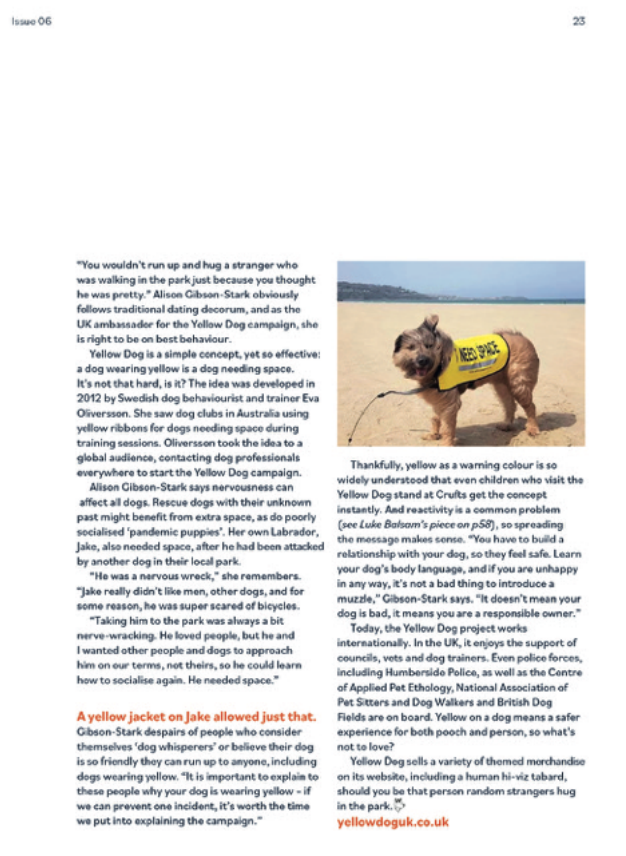 Issue 06
23
"You wouldn't run up and hug a stranger who
was walking in the park just because you thought
he was pretty." Alison Gibson-Stark obviously
follows traditional dating decorum, and as the
UK ambassador for the Yellow Dog campaign, she
is right to be on best behaviour.
Yellow Dog is a simple concept, yet so effective:
a dog wearing yellow is a dog needing space.
It's not that hard, is it? The idea was developed in
2012 by Swedish dog behaviourist and trainer Eva
Oliversson. She saw dog clubs in Australia using
yellow ribbons for dogs needing space during
training sessions. Oliversson took the idea to a
global audience, contacting dog professionals
everywhere to start the Yellow Dog campaign.
Alison Gibson-Stark says nervousness can
affect all dogs. Rescue dogs with their unknown
past might benefit from extra space, as do poorly
socialised 'pandemic puppies'. Her own Labrador,
Jake, also needed space, after he had been attacked
by another dog in their local park.
"He was a nervous wreck," she remembers.
"Jake really didn't like men, other dogs, and for
some reason, he was super scared of bicycles.
"Taking him to the park was always a bit
nerve-wracking. He loved people, but he and
I wanted other people and dogs to approach
him on our terms, not theirs, so he could learn
how to socialise again. He needed space."
A yellow jacket on Jake allowed just that.
Gibson-Stark despairs of people who consider
themselves 'dog whisperers' or believe their dog
is so friendly they can run up to anyone, including
dogs wearing yellow. "It is important to explain to
these people why your dog is wearing yellow – if
we can prevent one incident, it's worth the time
we put into explaining the campaign."
I NEED SPACE
Thankfully, yellow as a warning colour is so
widely understood that even children who visit the
Yellow Dog stand at Crufts get the concept
instantly. And reactivity is a common problem
(see Luke Balsam's piece on p58), so spreading
the message makes sense. "You have to build a
relationship with your dog, so they feel safe. Learn
your dog's body language, and if you are unhappy
in any way, it's not a bad thing to introduce a
muzzle," Gibson-Stark says. "It doesn't mean your
dog is bad, it means you are a responsible owner."
Today, the Yellow Dog project works
internationally. In the UK, it enjoys the support of
councils, vets and dog trainers. Even police forces,
including Humberside Police, as well as the Centre
of Applied Pet Ethology, National Association of
Pet Sitters and Dog Walkers and British Dog
Fields are on board. Yellow on a dog means a safer
experience for both pooch and person, so what's
not to love?
Yellow Dog sells a variety of themed merchandise
on its website, including a human hi-viz tabard,
should you be that person random strangers hug
in the park.
yellowdoguk.co.uk